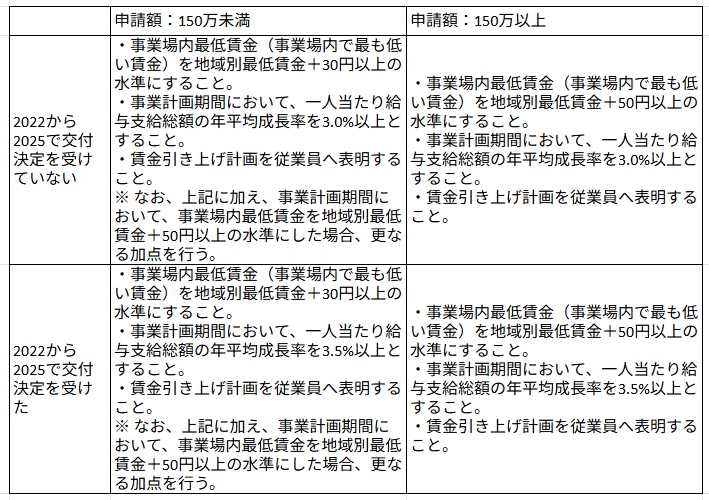 申請額：150万未満
申請額：150万以上
2022から
2025で交付
決定を受け
ていない
・事業場内最低賃金（事業場内で最も低
い賃金）を地域別最低賃金＋30円以上の
水準にすること。
・事業計画期間において、一人当たり給
与支給総額の年平均成長率を3.0%以上と
すること。
・賃金引き上げ計画を従業員へ表明する
こと。
※ なお、上記に加え、事業計画期間に
おいて、事業場内最低賃金を地域別最低
賃金＋50円以上の水準にした場合、更な
る加点を行う。
・事業場内最低賃金（事業場内で最も低
い賃金）を地域別最低賃金＋50円以上の
水準にすること。
・事業計画期間において、一人当たり給
与支給総額の年平均成長率を3.0%以上と
すること。
・賃金引き上げ計画を従業員へ表明する
こと。
2022から
2025で交付
決定を受け
た
・事業場内最低賃金（事業場内で最も低
い賃金）を地域別最低賃金＋30円以上の
水準にすること。
・事業計画期間において、一人当たり給
与支給総額の年平均成長率を3.5%以上と
すること。
・賃金引き上げ計画を従業員へ表明する
こと。
※ なお、上記に加え、事業計画期間に
おいて、事業場内最低賃金を地域別最低
賃金＋50円以上の水準にした場合、更な
る加点を行う。
・事業場内最低賃金（事業場内で最も低
い賃金）を地域別最低賃金＋50円以上の
水準にすること。
・事業計画期間において、一人当たり給
与支給総額の年平均成長率を3.5%以上と
すること。
・賃金引き上げ計画を従業員へ表明する
こと。